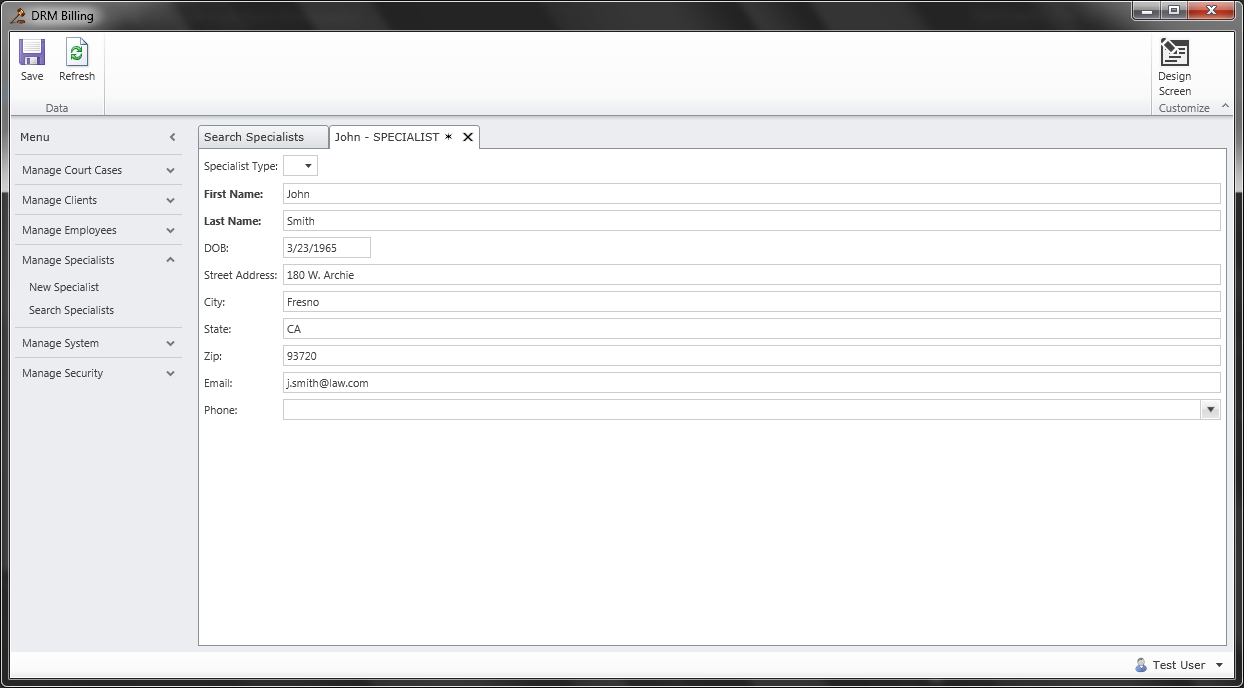 DRM Billing
Save
Refresh
Data
Design
Screen
Customize
Menu
Manage Court Cases
Manage Clients
Manage Employees
Manage Specialists
New Specialist
Search Specialists
Manage System
Manage Security
Search Specialists
John - SPECIALIST *
Specialist Type:
First Name: John
Last Name: Smith
DOB: 3/23/1965
Street Address: 180 W. Archie
City: Fresno
State: CA
Zip: 93720
Email: j.smith@law.com
Phone:
Test User